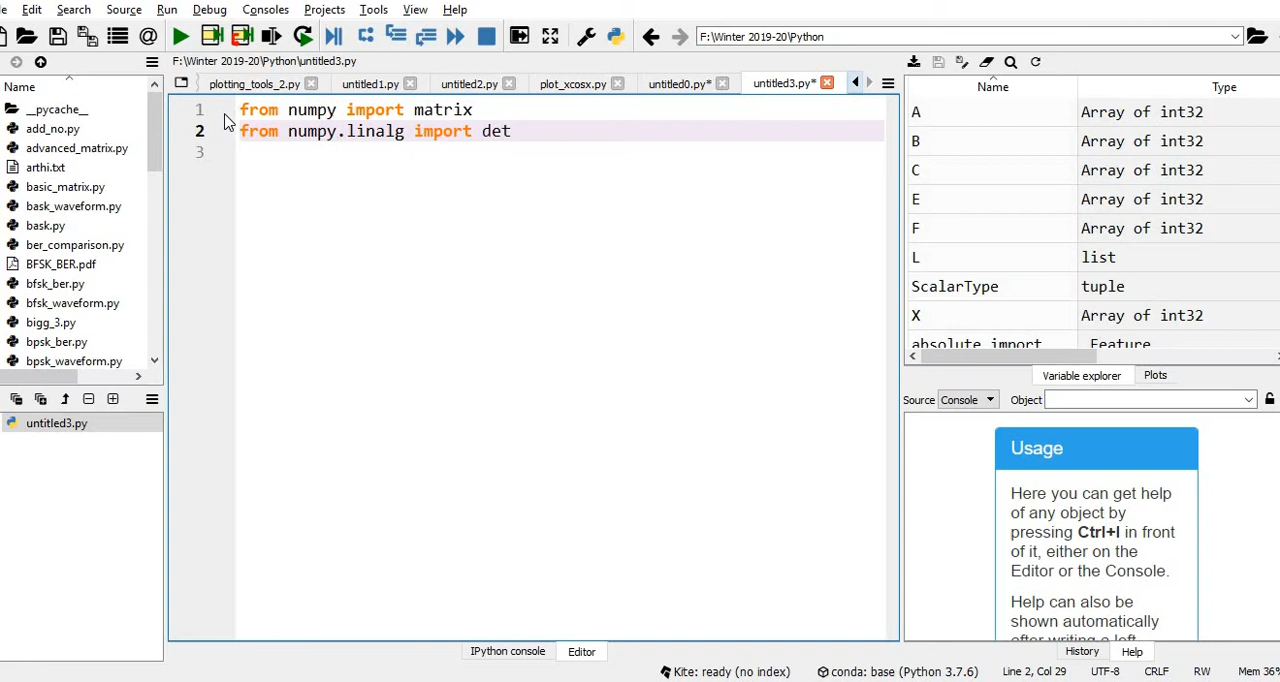 Edit Search Source Run Debug Consoles Projects Tools View Help
F:\Winter 2019-20\Python
F:\Winter 2019-20\Python\untitled3.py
Name
__pycache__
add_no.py
advanced_matrix.py
arthi.txt
basic_matrix.py
bask_waveform.py
bask.py
ber_comparison.py
BFSK_BER.pdf
bfsk_ber.py
bfsk_waveform.py
bigg_3.py
bpsk_ber.py
bpsk_waveform.py
untitled3.py
plotting_tools_2.py untitled1.py untitled2.py plot_xcosx.py untitled0.py* untitled3.py*
1 from numpy import matrix
2 from numpy.linalg import det
3
IPython console Editor
Name Type
A Array of int32
B Array of int32
C Array of int32
E Array of int32
F Array of int32
L list
ScalarType tuple
X Array of int32
absolute_import _Feature
Variable explorer Plots
Source Console Object
Usage
Here you can get help
of any object by
pressing Ctrl+I in front
of it, either on the
Editor or the Console.
Help can also be
shown automatically
after writing a left
History Help
Kite: ready (no index) conda: base (Python 3.7.6) Line 2, Col 29 UTF-8 CRLF RW Mem 36%